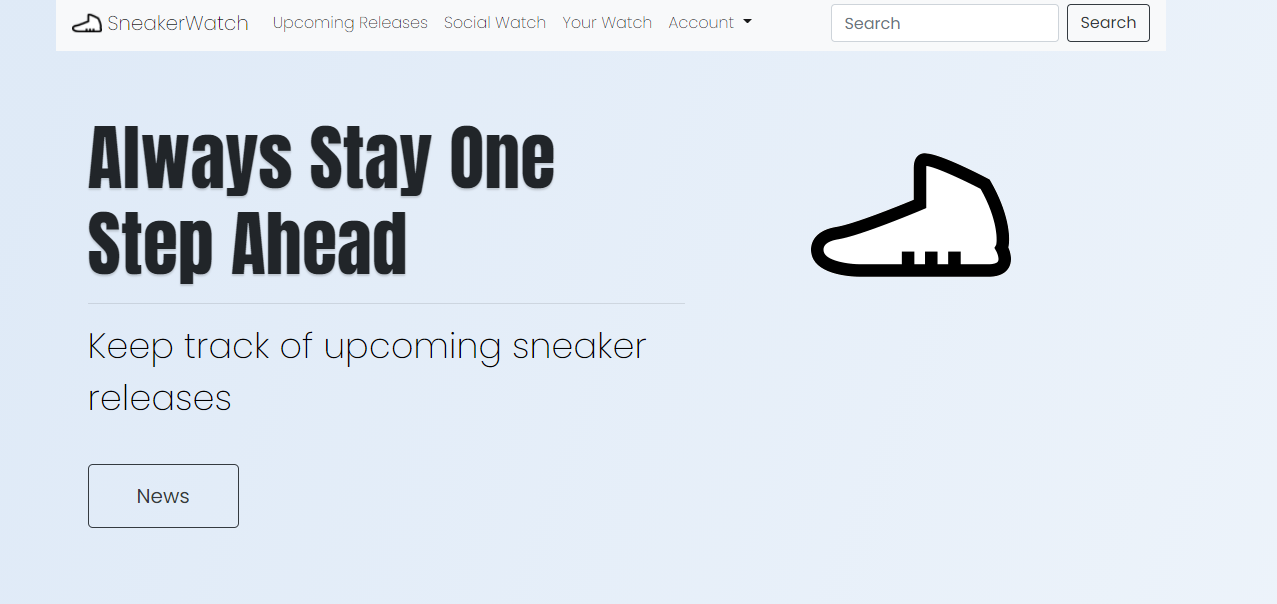 SneakerWatch Upcoming Releases Social Watch Your Watch Account Search Search
Always Stay One
Step Ahead
Keep track of upcoming sneaker
releases
News